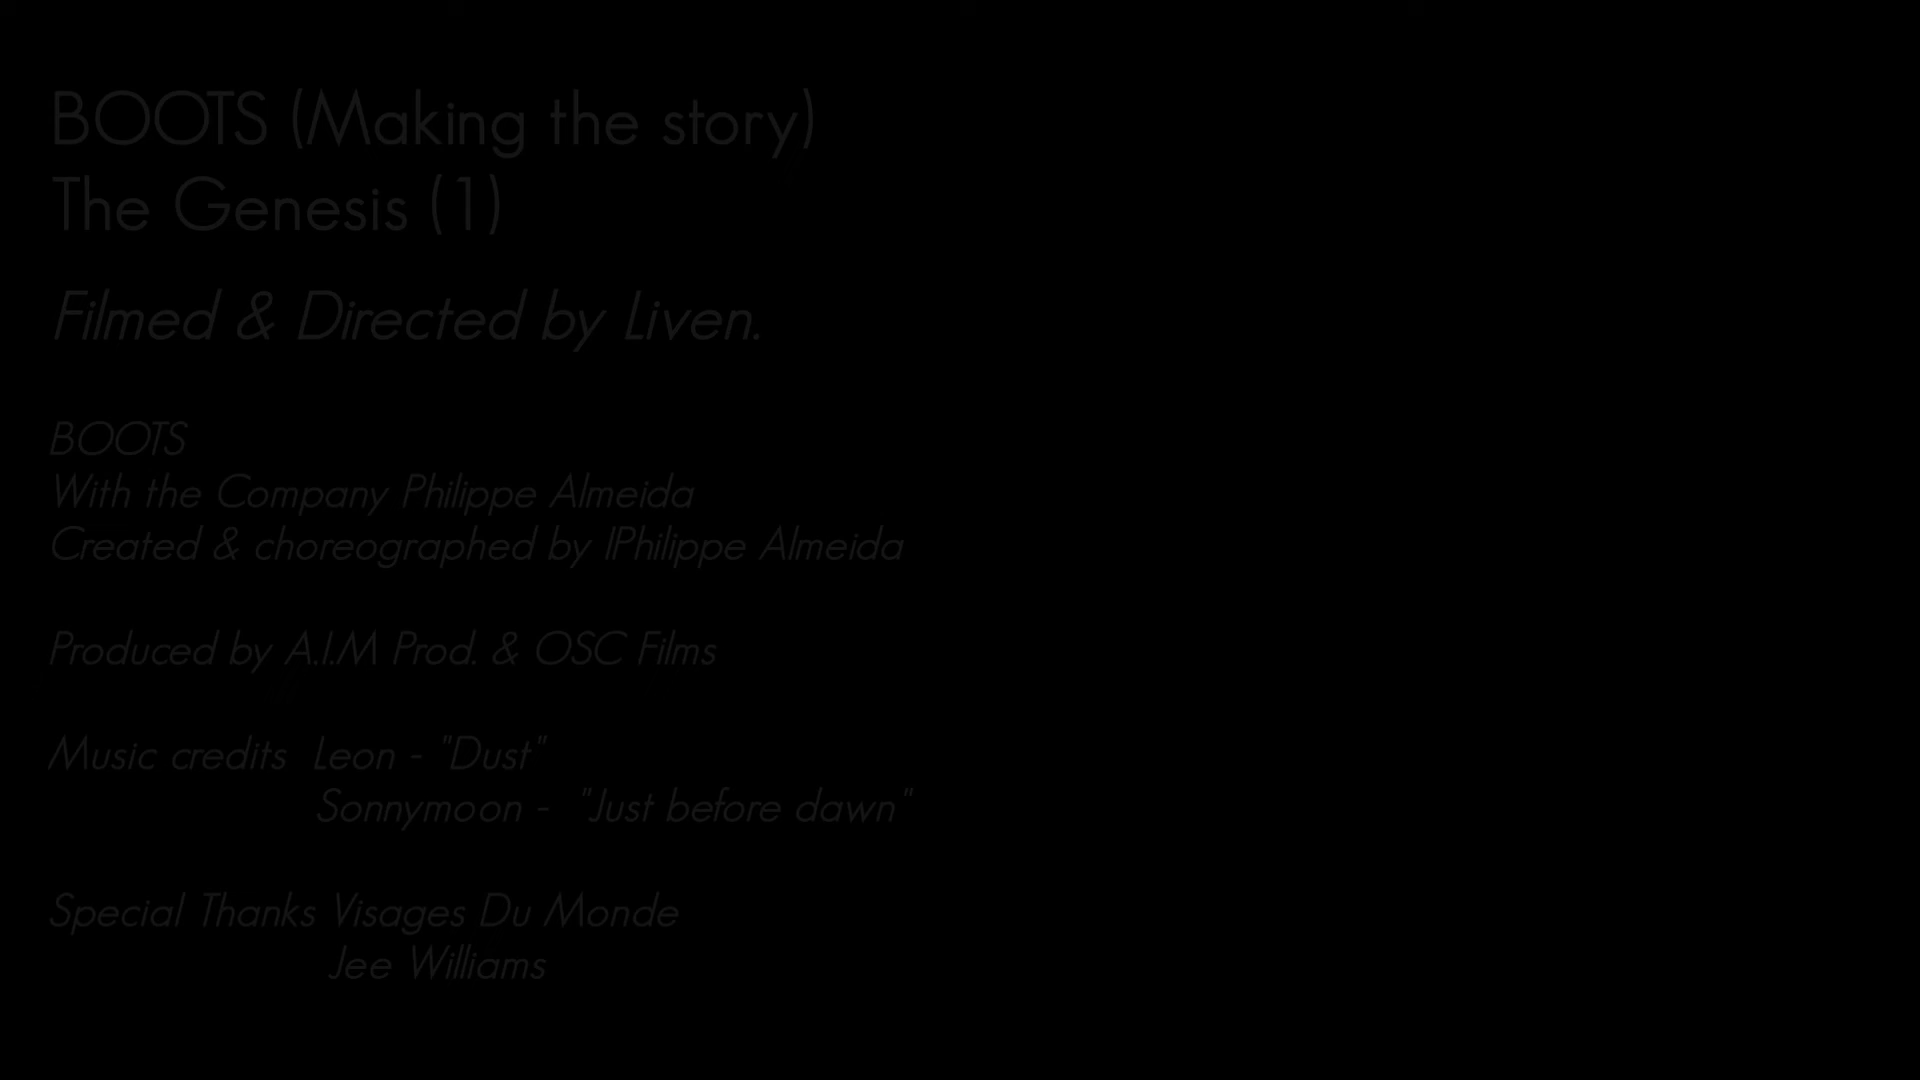 BOOTS (Making the story)
The Genesis (1)
Filmed & Directed by Liven.
BOOTS
With the Company Philippe Almeida
Created & choreographed by IPhilippe Almeida
Produced by A.I.M Prod. & OSC Films
Music credits  Leon - "Dust"
Sonnymoon -  "Just before dawn"
Special Thanks Visages Du Monde
Jee Williams